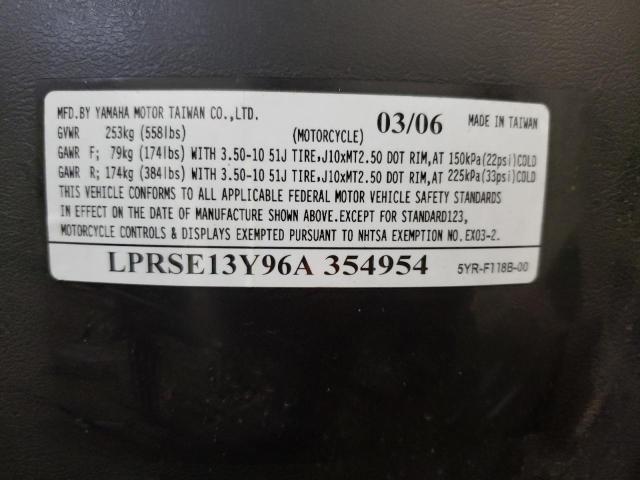 MFD.BY YAMAHA MOTOR TAIWAN CO.,LTD. 03/06 MADE IN TAIWAN
GVWR 253kg (558lbs) (MOTORCYCLE)
GAWR F; 79kg (174lbs) WITH 3.50-10 51J TIRE,J10xMT2.50 DOT RIM,AT 150kPa(22psi)COLD
GAWR R; 174kg (384lbs) WITH 3.50-10 51J TIRE,J10xMT2.50 DOT RIM,AT 225kPa(33psi)COLD
THIS VEHICLE CONFORMS TO ALL APPLICABLE FEDERAL MOTOR VEHICLE SAFETY STANDARDS
IN EFFECT ON THE DATE OF MANUFACTURE SHOWN ABOVE.EXCEPT FOR STANDARD123,
MOTORCYCLE CONTROLS & DISPLAYS EXEMPTED PURSUANT TO NHTSA EXEMPTION NO.EX03-2.
LPRSE13Y96A 354954 5YR-F118B-00